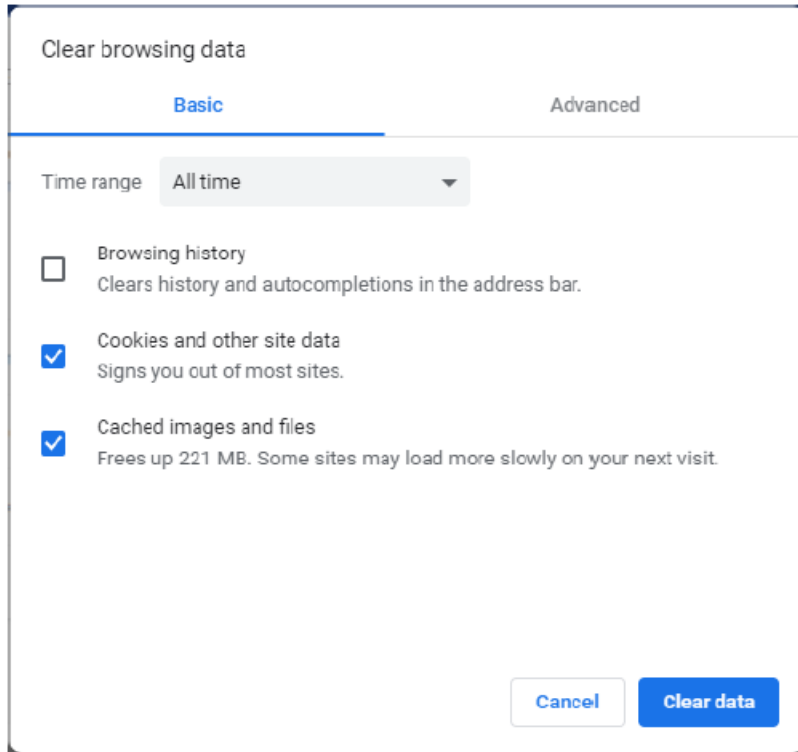 Clear browsing data
Basic
Advanced
Time range
All time
Browsing history
Clears history and autocompletions in the address bar.
Cookies and other site data
Signs you out of most sites.
Cached images and files
Frees up 221 MB. Some sites may load more slowly on your next visit.
Cancel
Clear data